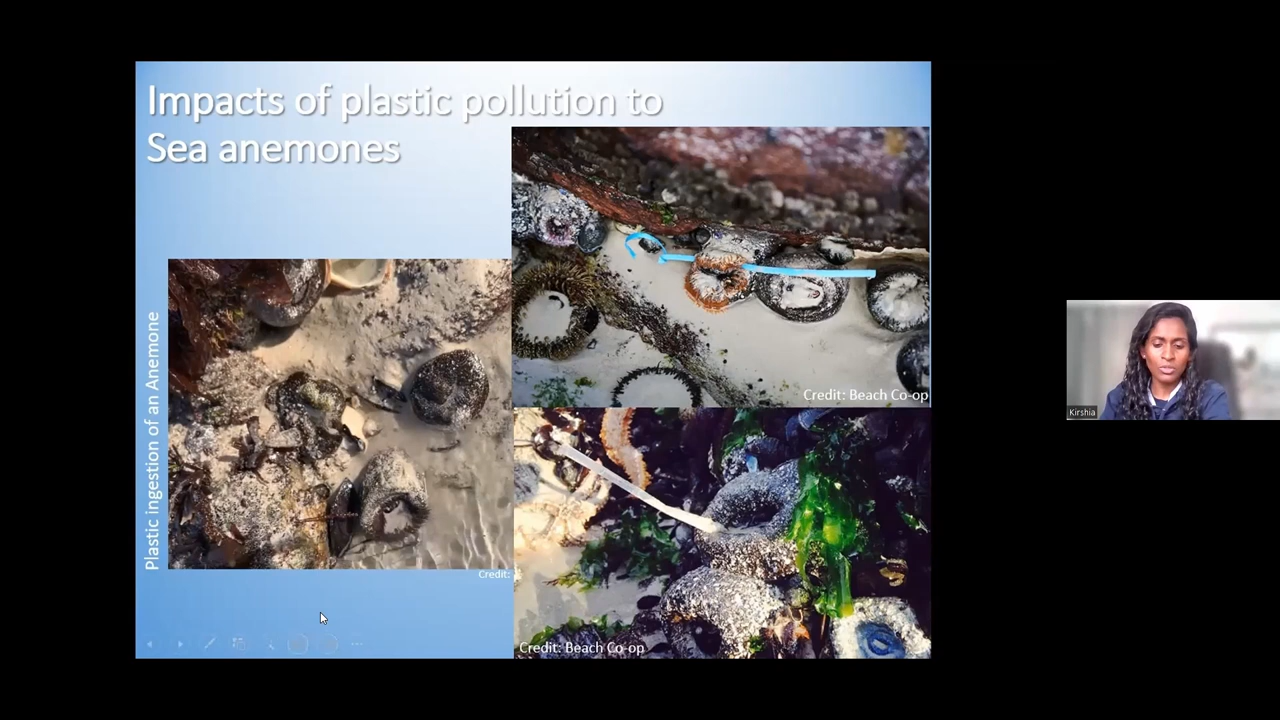 Impacts of plastic pollution to
Sea anemones
Plastic ingestion of an Anemone
Credit: Beach Co-op
Credit:
Credit: Beach Co-op
Kirshia